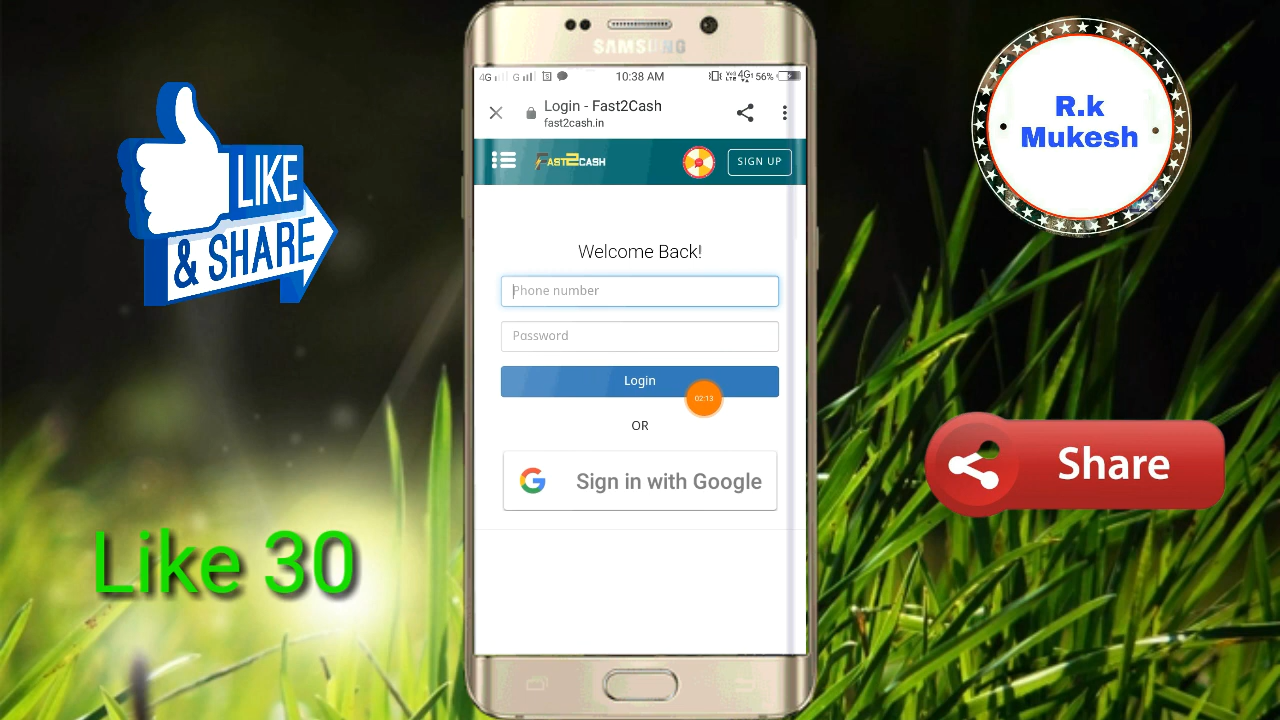 LIKE
& SHARE
Like 30
SAMSUNG
10:38 AM
56%
Login - Fast2Cash
fast2cash.in
FAST2CASH
SIGN UP
Welcome Back!
Phone number
Password
Login
02:13
OR
Sign in with Google
R.k
Mukesh
Share